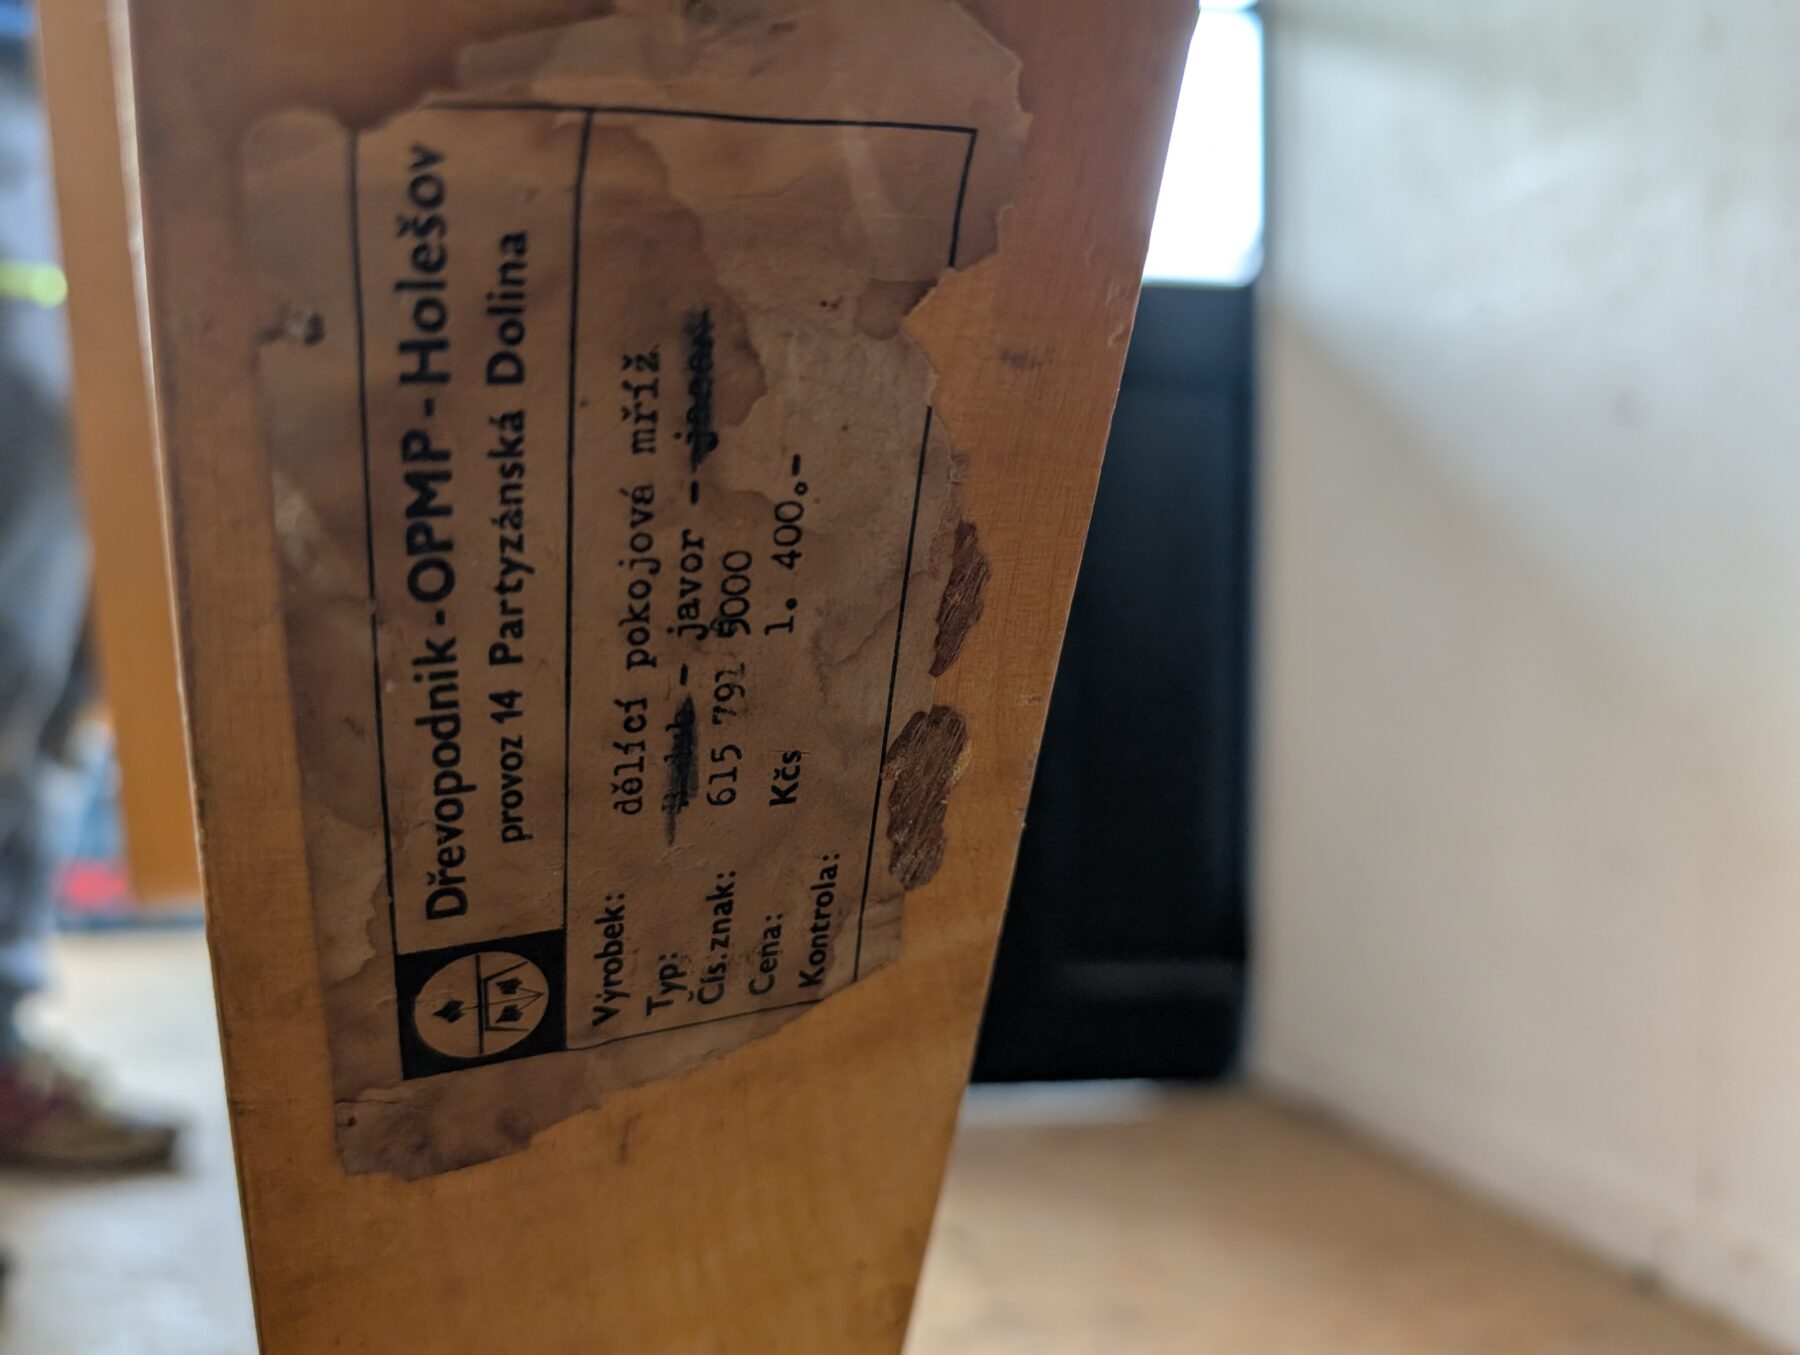 Dřevopodnik-OPMP-Holešov
provoz 14 Partyzánská Dolina
Výrobek: dělící pokojová mříž
Typ: - javor -
Čís. znak: 615 791 5000
Cena: Kčs 1. 400.-
Kontrola: